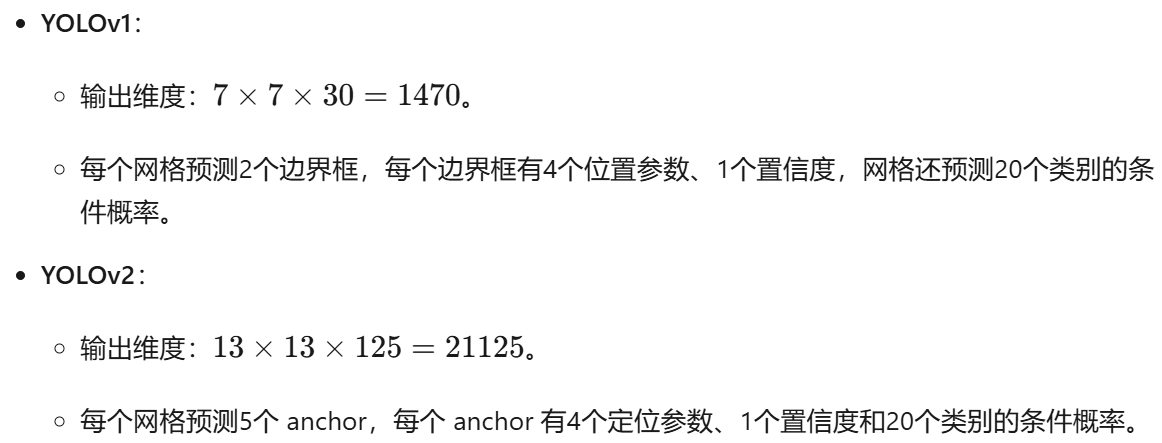 • YOLOv1：
○ 输出维度：7 × 7 × 30 = 1470。
○ 每个网格预测2个边界框，每个边界框有4个位置参数、1个置信度，网格还预测20个类别的条
件概率。
• YOLOv2：
○ 输出维度：13 × 13 × 125 = 21125。
○ 每个网格预测5个 anchor，每个 anchor 有4个定位参数、1个置信度和20个类别的条件概率。